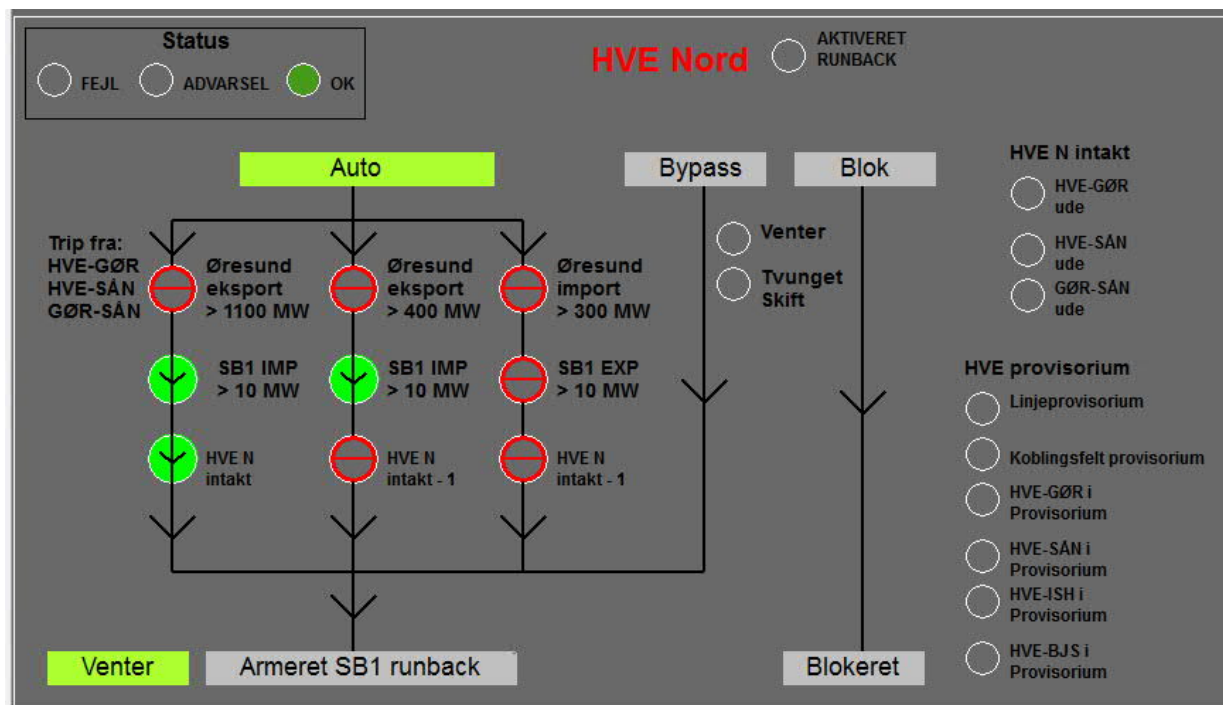 Status
FEJL
ADVARSEL
OK
HVE Nord
AKTIVERET
RUNBACK
Auto
Bypass
Blok
HVE N intakt
HVE-GØR
ude
HVE-SÅN
ude
GØR-SÅN
ude
Venter
Tvunget
Skift
Trip fra:
HVE-GØR
HVE-SÅN
GØR-SÅN
Øresund
eksport
> 1100 MW
Øresund
eksport
> 400 MW
Øresund
import
> 300 MW
SB1 IMP
> 10 MW
SB1 IMP
> 10 MW
SB1 EXP
> 10 MW
HVE N
intakt
HVE N
intakt - 1
HVE N
intakt - 1
HVE provisorium
Linjeprovisorium
Koblingsfelt provisorium
HVE-GØR i
Provisorium
HVE-SÅN i
Provisorium
HVE-ISH i
Provisorium
HVE-BJS i
Provisorium
Venter
Armeret SB1 runback
Blokeret